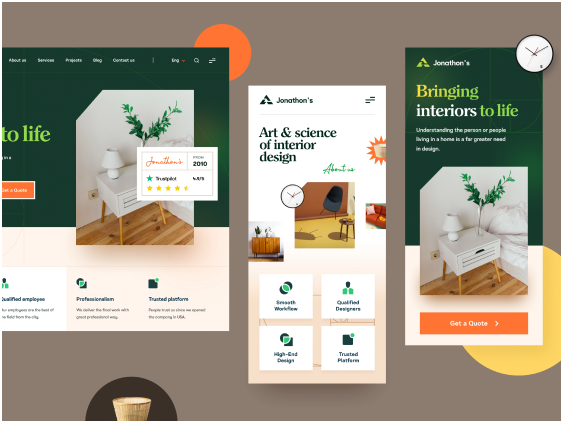 About us
Services
Projects
Blog
Contact us
Eng
to life
Get a Quote
Jonathon's
FROM
2010
Trustpilot
4.5/5
Qualified employee
employees are the best of
field from the city.
Professionalism
We deliver the final work with
great professional way.
Trusted platform
People trust us since we opened
the company in USA.
Jonathon's
Art & science
of interior
design
About us
Smooth
Workflow
Qualified
Designers
High-End
Design
Trusted
Platform
Jonathon's
Bringing
interiors to life
Understanding the person or people
living in a home is a far greater need
in design.
Get a Quote